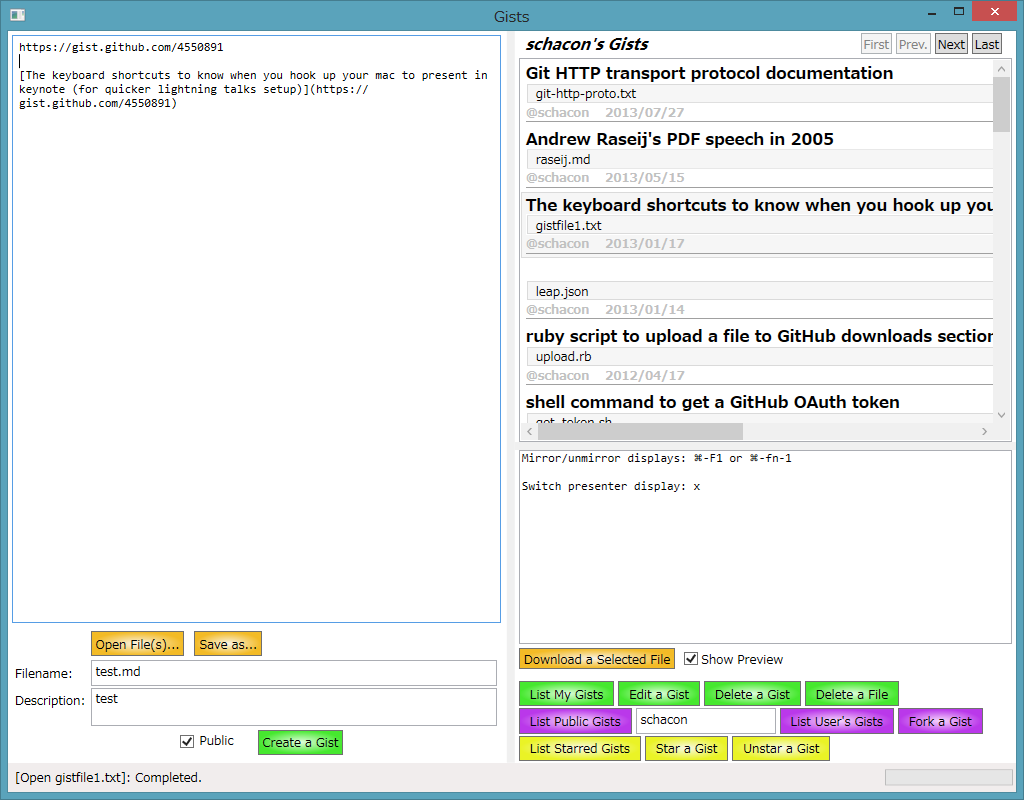 Gists
https://gist.github.com/4550891
[The keyboard shortcuts to know when you hook up your mac to present in
keynote (for quicker lightning talks setup)](https://
gist.github.com/4550891)
Open File(s)... Save as...
Filename: test.md
Description: test
Public Create a Gist
schacon's Gists First Prev. Next Last
Git HTTP transport protocol documentation
git-http-proto.txt
@schacon 2013/07/27
Andrew Raseij's PDF speech in 2005
raseij.md
@schacon 2013/05/15
The keyboard shortcuts to know when you hook up you
gistfile1.txt
@schacon 2013/01/17
leap.json
@schacon 2013/01/14
ruby script to upload a file to GitHub downloads section
upload.rb
@schacon 2012/04/17
shell command to get a GitHub OAuth token
get_token.sh
Mirror/unmirror displays: ⌘-F1 or ⌘-fn-1
Switch presenter display: x
Download a Selected File Show Preview
List My Gists Edit a Gist Delete a Gist Delete a File
List Public Gists schacon List User's Gists Fork a Gist
List Starred Gists Star a Gist Unstar a Gist
[Open gistfile1.txt]: Completed.